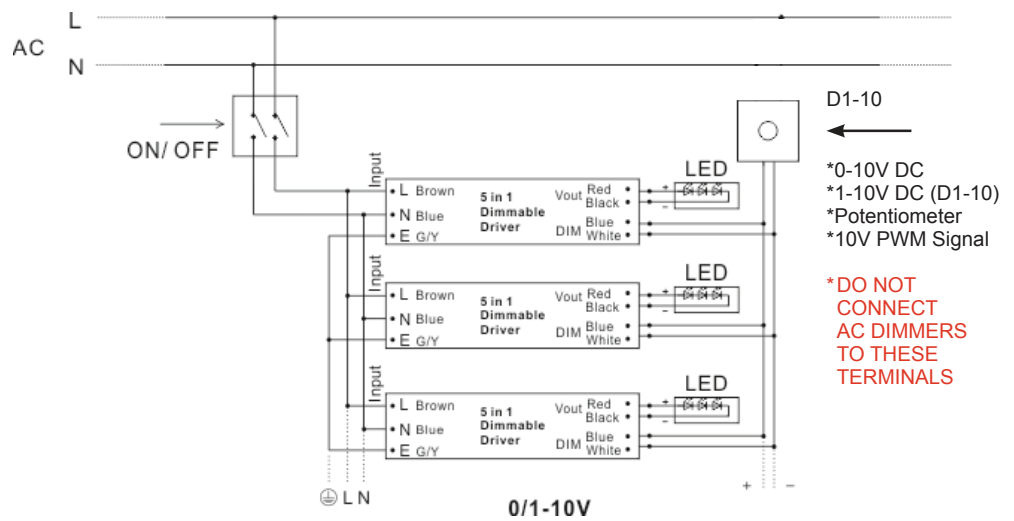 L
AC
N
ON/ OFF
D1-10
*0-10V DC
*1-10V DC (D1-10)
*Potentiometer
*10V PWM Signal
*DO NOT
CONNECT
AC DIMMERS
TO THESE
TERMINALS
Input
L Brown
N Blue
E G/Y
5 in 1
Dimmable
Driver
Vout Red
Black
DIM Blue
White
LED
+
-
Input
L Brown
N Blue
E G/Y
5 in 1
Dimmable
Driver
Vout Red
Black
DIM Blue
White
LED
+
-
Input
L Brown
N Blue
E G/Y
5 in 1
Dimmable
Driver
Vout Red
Black
DIM Blue
White
LED
+
-
L N
+ −
0/1-10V